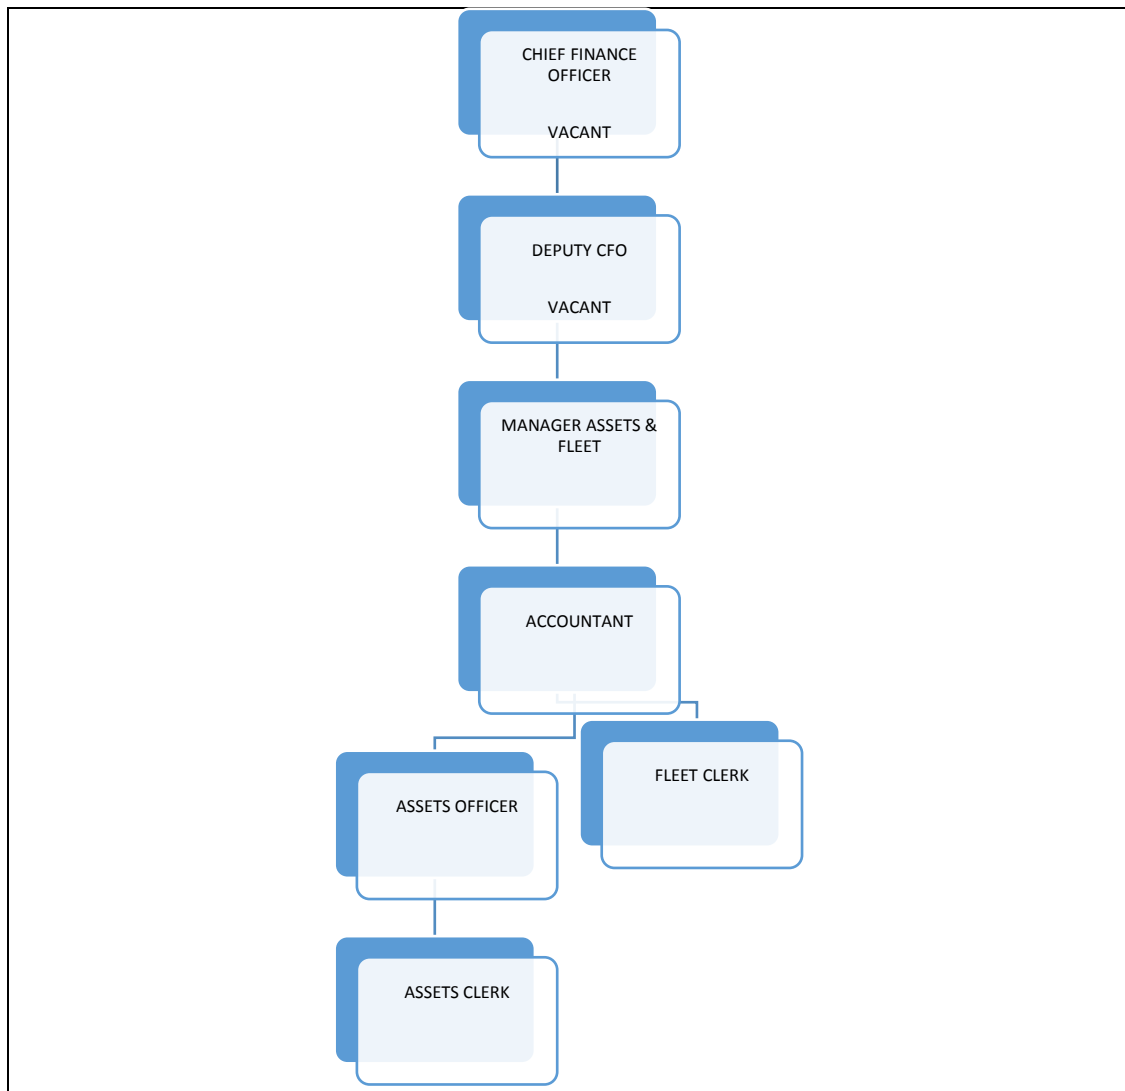 CHIEF FINANCE
OFFICER
VACANT
DEPUTY CFO
VACANT
MANAGER ASSETS &
FLEET
ACCOUNTANT
FLEET CLERK
ASSETS OFFICER
ASSETS CLERK